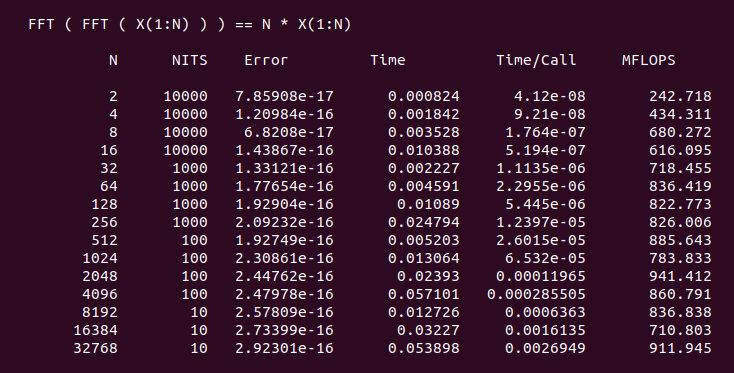 FFT ( FFT ( X(1:N) ) ) == N * X(1:N)
N NITS Error Time Time/Call MFLOPS
2 10000 7.85908e-17 0.000824 4.12e-08 242.718
4 10000 1.20984e-16 0.001842 9.21e-08 434.311
8 10000 6.8208e-17 0.003528 1.764e-07 680.272
16 10000 1.43867e-16 0.010388 5.194e-07 616.095
32 1000 1.33121e-16 0.002227 1.1135e-06 718.455
64 1000 1.77654e-16 0.004591 2.2955e-06 836.419
128 1000 1.92904e-16 0.01089 5.445e-06 822.773
256 1000 2.09232e-16 0.024794 1.2397e-05 826.006
512 100 1.92749e-16 0.005203 2.6015e-05 885.643
1024 100 2.30861e-16 0.013064 6.532e-05 783.833
2048 100 2.44762e-16 0.02393 0.00011965 941.412
4096 100 2.47978e-16 0.057101 0.000285505 860.791
8192 10 2.57809e-16 0.012726 0.0006363 836.838
16384 10 2.73399e-16 0.03227 0.0016135 710.803
32768 10 2.92301e-16 0.053898 0.0026949 911.945